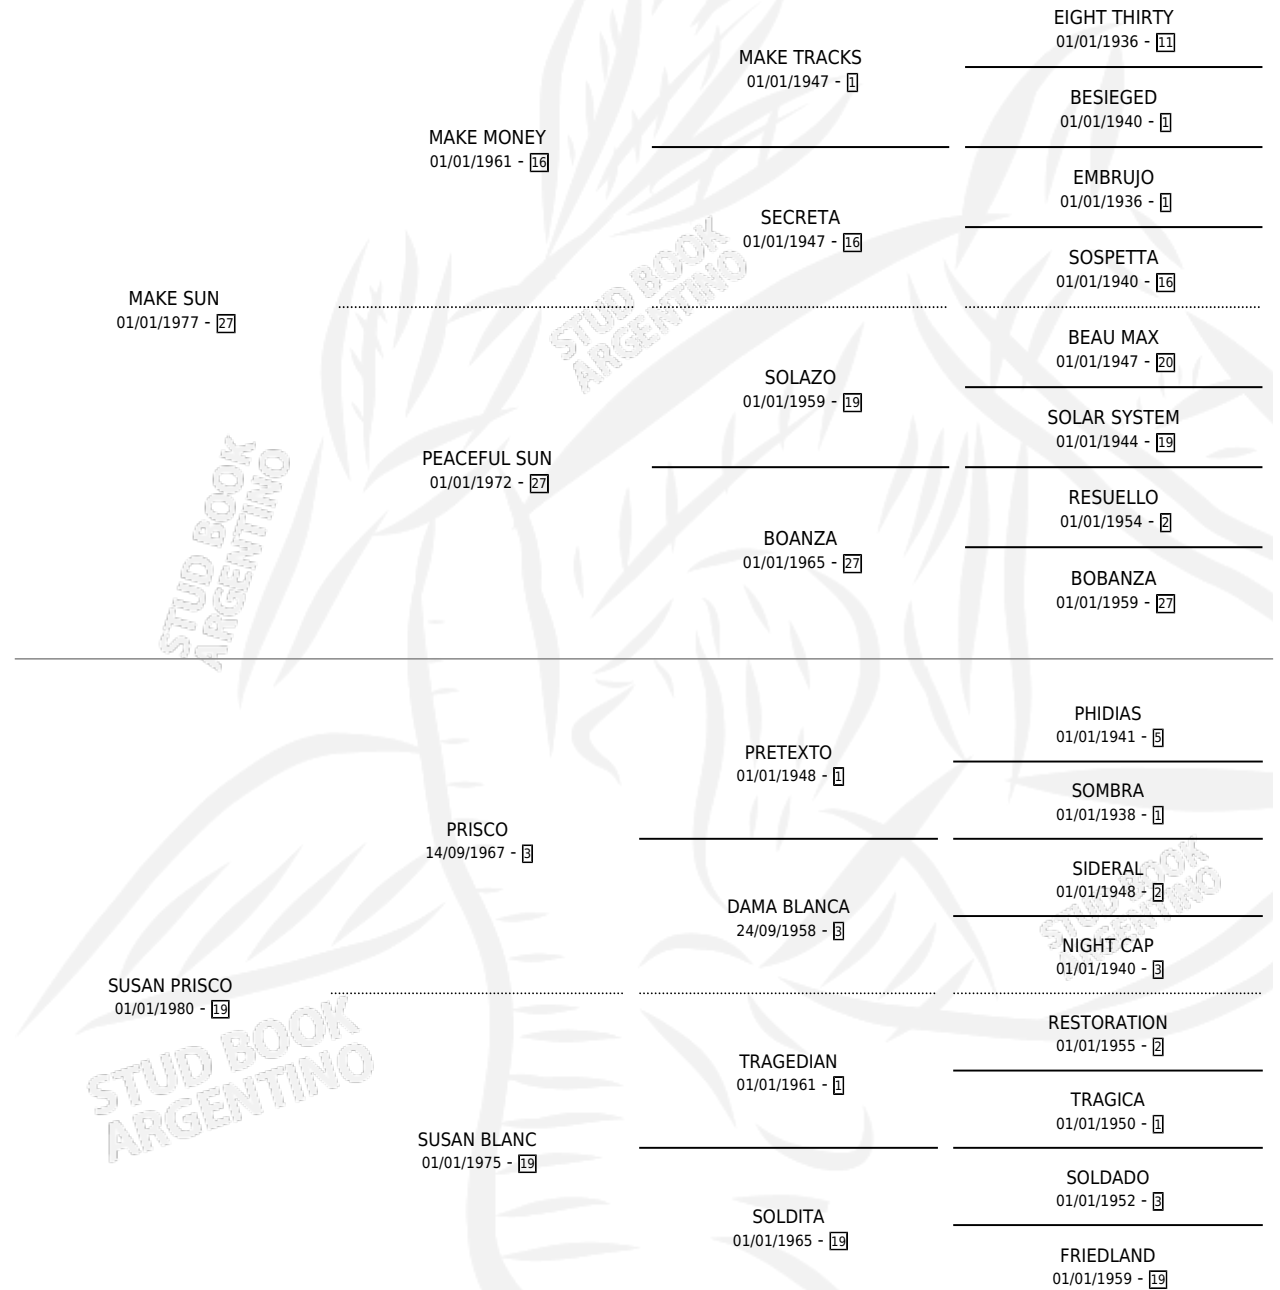 EIGHT THIRTY
01/01/1936 - 11
MAKE TRACKS
01/01/1947 - 1
BESIEGED
01/01/1940 - 1
MAKE MONEY
01/01/1961 - 16
EMBRUJO
01/01/1936 - 1
SECRETA
01/01/1947 - 16
SOSPETTA
01/01/1940 - 16
MAKE SUN
01/01/1977 - 27
BEAU MAX
01/01/1947 - 20
SOLAZO
01/01/1959 - 19
SOLAR SYSTEM
01/01/1944 - 19
PEACEFUL SUN
01/01/1972 - 27
RESUELLO
01/01/1954 - 2
BOANZA
01/01/1965 - 27
BOBANZA
01/01/1959 - 27
PHIDIAS
01/01/1941 - 5
PRETEXTO
01/01/1948 - 1
SOMBRA
01/01/1938 - 1
PRISCO
14/09/1967 - 3
SIDERAL
01/01/1948 - 2
DAMA BLANCA
24/09/1958 - 3
NIGHT CAP
01/01/1940 - 3
SUSAN PRISCO
01/01/1980 - 19
RESTORATION
01/01/1955 - 2
TRAGEDIAN
01/01/1961 - 1
TRAGICA
01/01/1950 - 1
SUSAN BLANC
01/01/1975 - 19
SOLDADO
01/01/1952 - 3
SOLDITA
01/01/1965 - 19
FRIEDLAND
01/01/1959 - 19
STUD BOOK
ARGENTINO
STUD BOOK
ARGENTINO
STUD BOOK
ARGENTINO
STUD BOOK
ARGENTINO